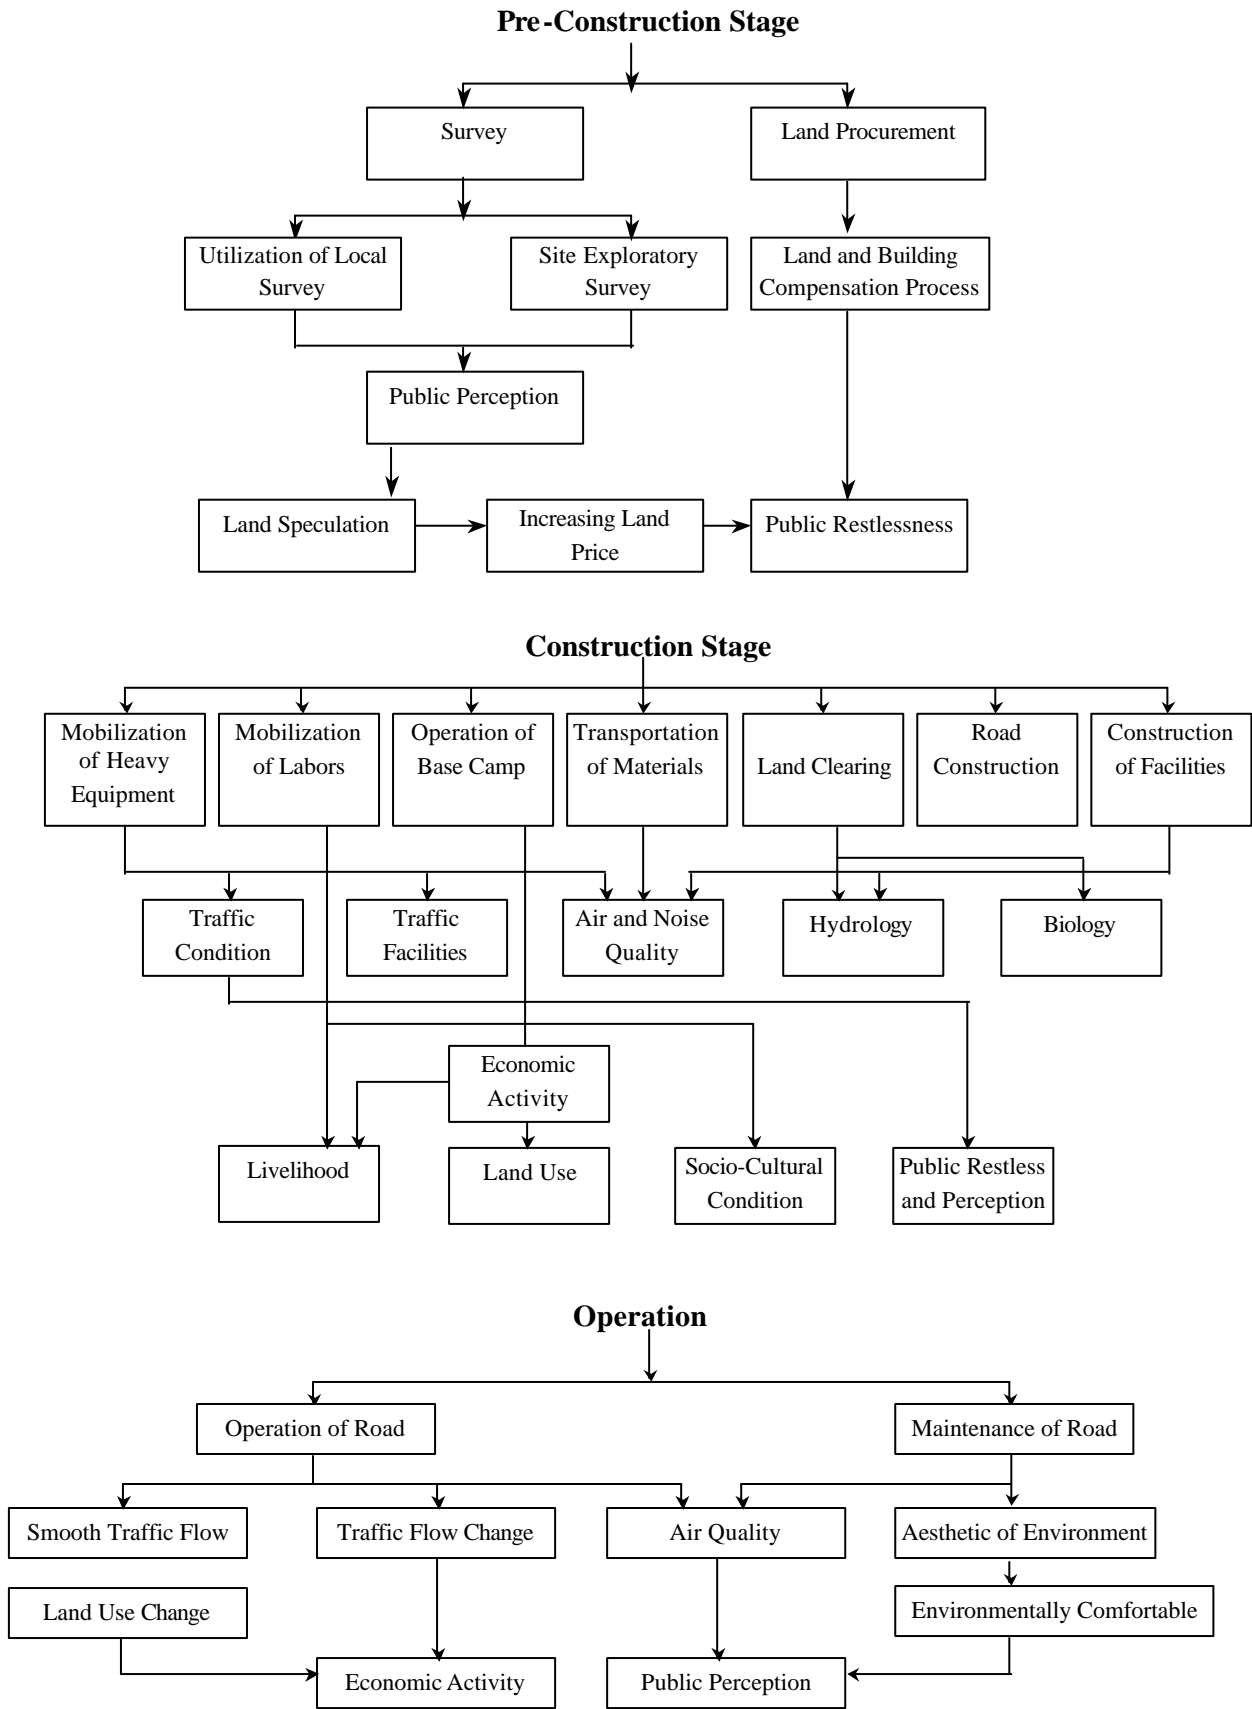 Pre-Construction Stage
Survey
Land Procurement
Utilization of Local
Survey
Site Exploratory
Survey
Land and Building
Compensation Process
Public Perception
Land Speculation
Increasing Land
Price
Public Restlessness
Construction Stage
Mobilization
of Heavy
Equipment
Mobilization
of Labors
Operation of
Base Camp
Transportation
of Materials
Land Clearing
Road
Construction
Construction
of Facilities
Traffic
Condition
Traffic
Facilities
Air and Noise
Quality
Hydrology
Biology
Economic
Activity
Livelihood
Land Use
Socio-Cultural
Condition
Public Restless
and Perception
Operation
Operation of Road
Maintenance of Road
Smooth Traffic Flow
Traffic Flow Change
Air Quality
Aesthetic of Environment
Land Use Change
Environmentally Comfortable
Economic Activity
Public Perception